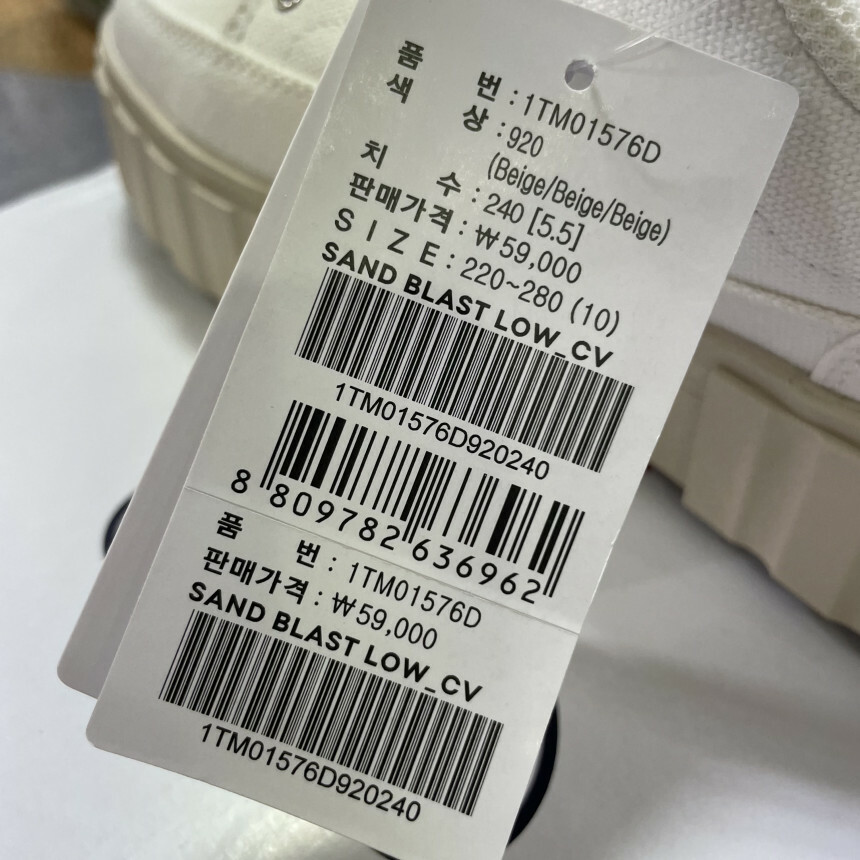 품 번 : 1TM01576D
색 상 : 920
(Beige/Beige/Beige)
치 수 : 240 [5.5]
판매가격 : ₩59,000
S I Z E : 220~280 (10)
SAND BLAST LOW_CV
1TM01576D920240
8 809782 636962
품 번 : 1TM01576D
판매가격 : ₩59,000
SAND BLAST LOW_CV
1TM01576D920240